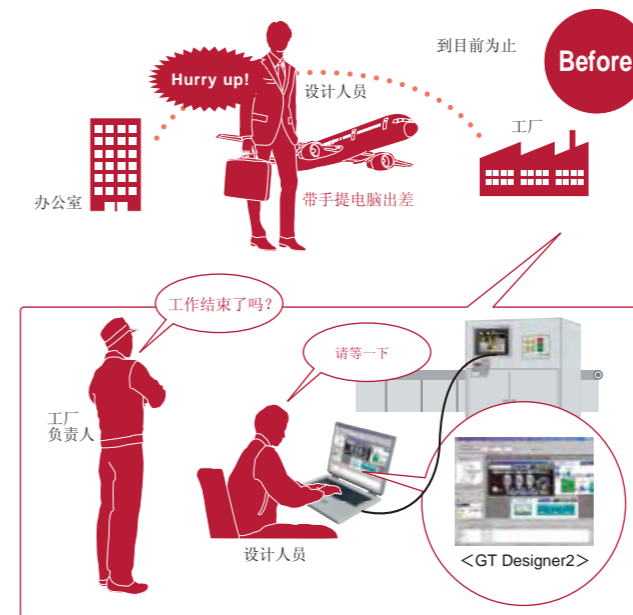 到目前为止
Before
Hurry up!
设计人员
工厂
办公室
带手提电脑出差
工作结束了吗?
请等一下
工厂
负责人
设计人员
＜GT Designer2＞